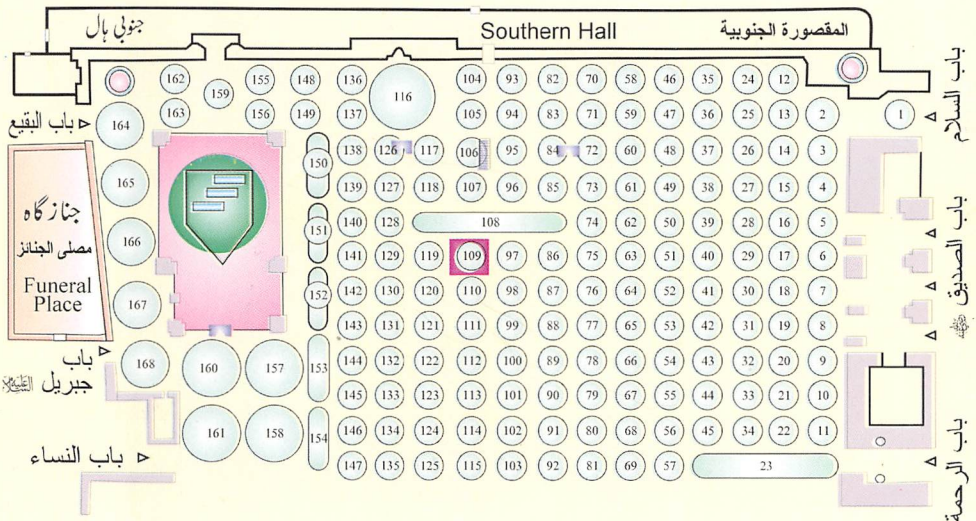 جنوبی ہال
Southern Hall
المقصورة الجنوبية
باب السلام
162 155 148 136 104 93 82 70 58 46 35 24 12
159
116
163 156 149 137 105 94 83 71 59 47 36 25 13 2 1
164
باب البقيع
150 138 126 117 106 95 84 72 60 48 37 26 14 3
165 139 127 118 107 96 85 73 61 49 38 27 15 4
جنازگاہ
مصلى الجنائز
Funeral
Place
باب الصديق
151 140 128 108 74 62 50 39 28 16 5
166 141 129 119 109 97 86 75 63 51 40 29 17 6
152 142 130 120 110 98 87 76 64 52 41 30 18 7
167 143 131 121 111 99 88 77 65 53 42 31 19 8
باب
جبريل
168 160 157 153 144 132 122 112 100 89 78 66 54 43 32 20 9
145 133 123 113 101 90 79 67 55 44 33 21 10
161 158 154 146 134 124 114 102 91 80 68 56 45 34 22 11
باب النساء
147 135 125 115 103 92 81 69 57 23
باب الرحمة